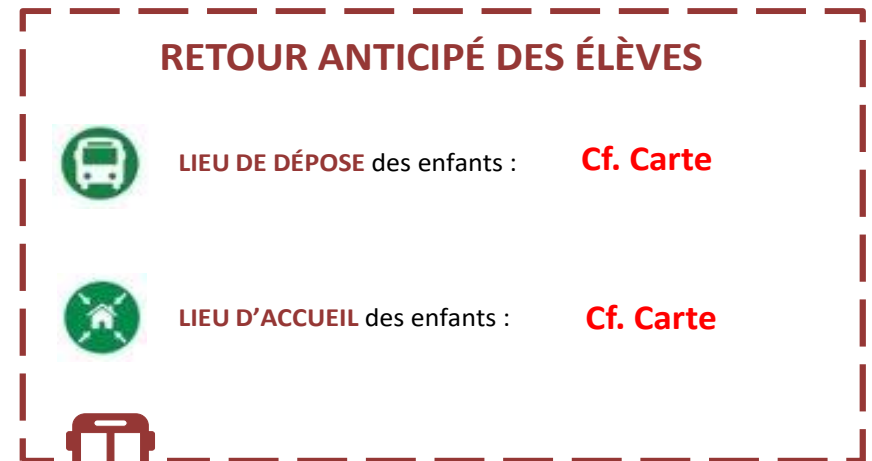 RETOUR ANTICIPÉ DES ÉLÈVES
LIEU DE DÉPOSE des enfants : Cf. Carte
LIEU D’ACCUEIL des enfants : Cf. Carte